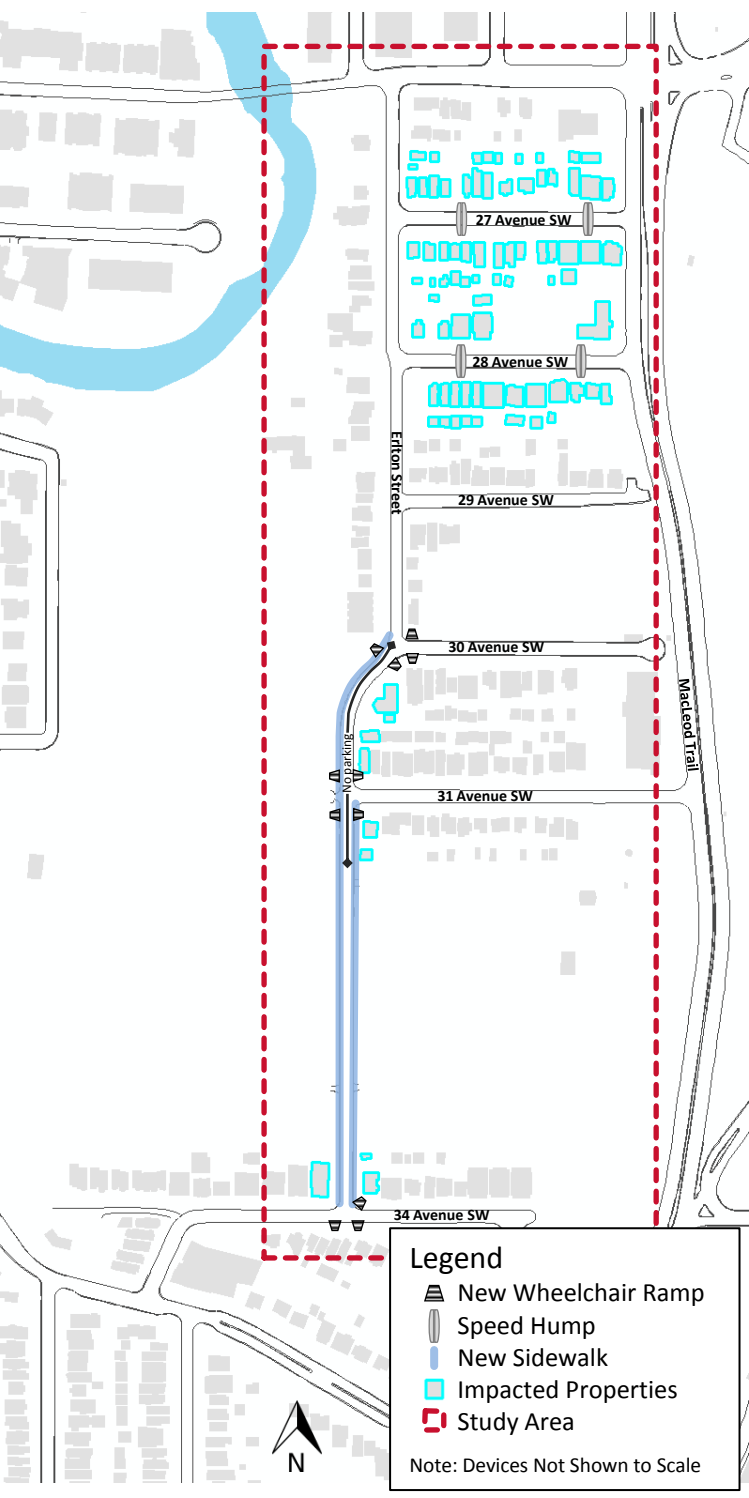 27 Avenue SW
28 Avenue SW
Erlton Street
29 Avenue SW
30 Avenue SW
MacLeod Trail
No parking
31 Avenue SW
34 Avenue SW
Legend
New Wheelchair Ramp
Speed Hump
New Sidewalk
Impacted Properties
Study Area
Note: Devices Not Shown to Scale
N